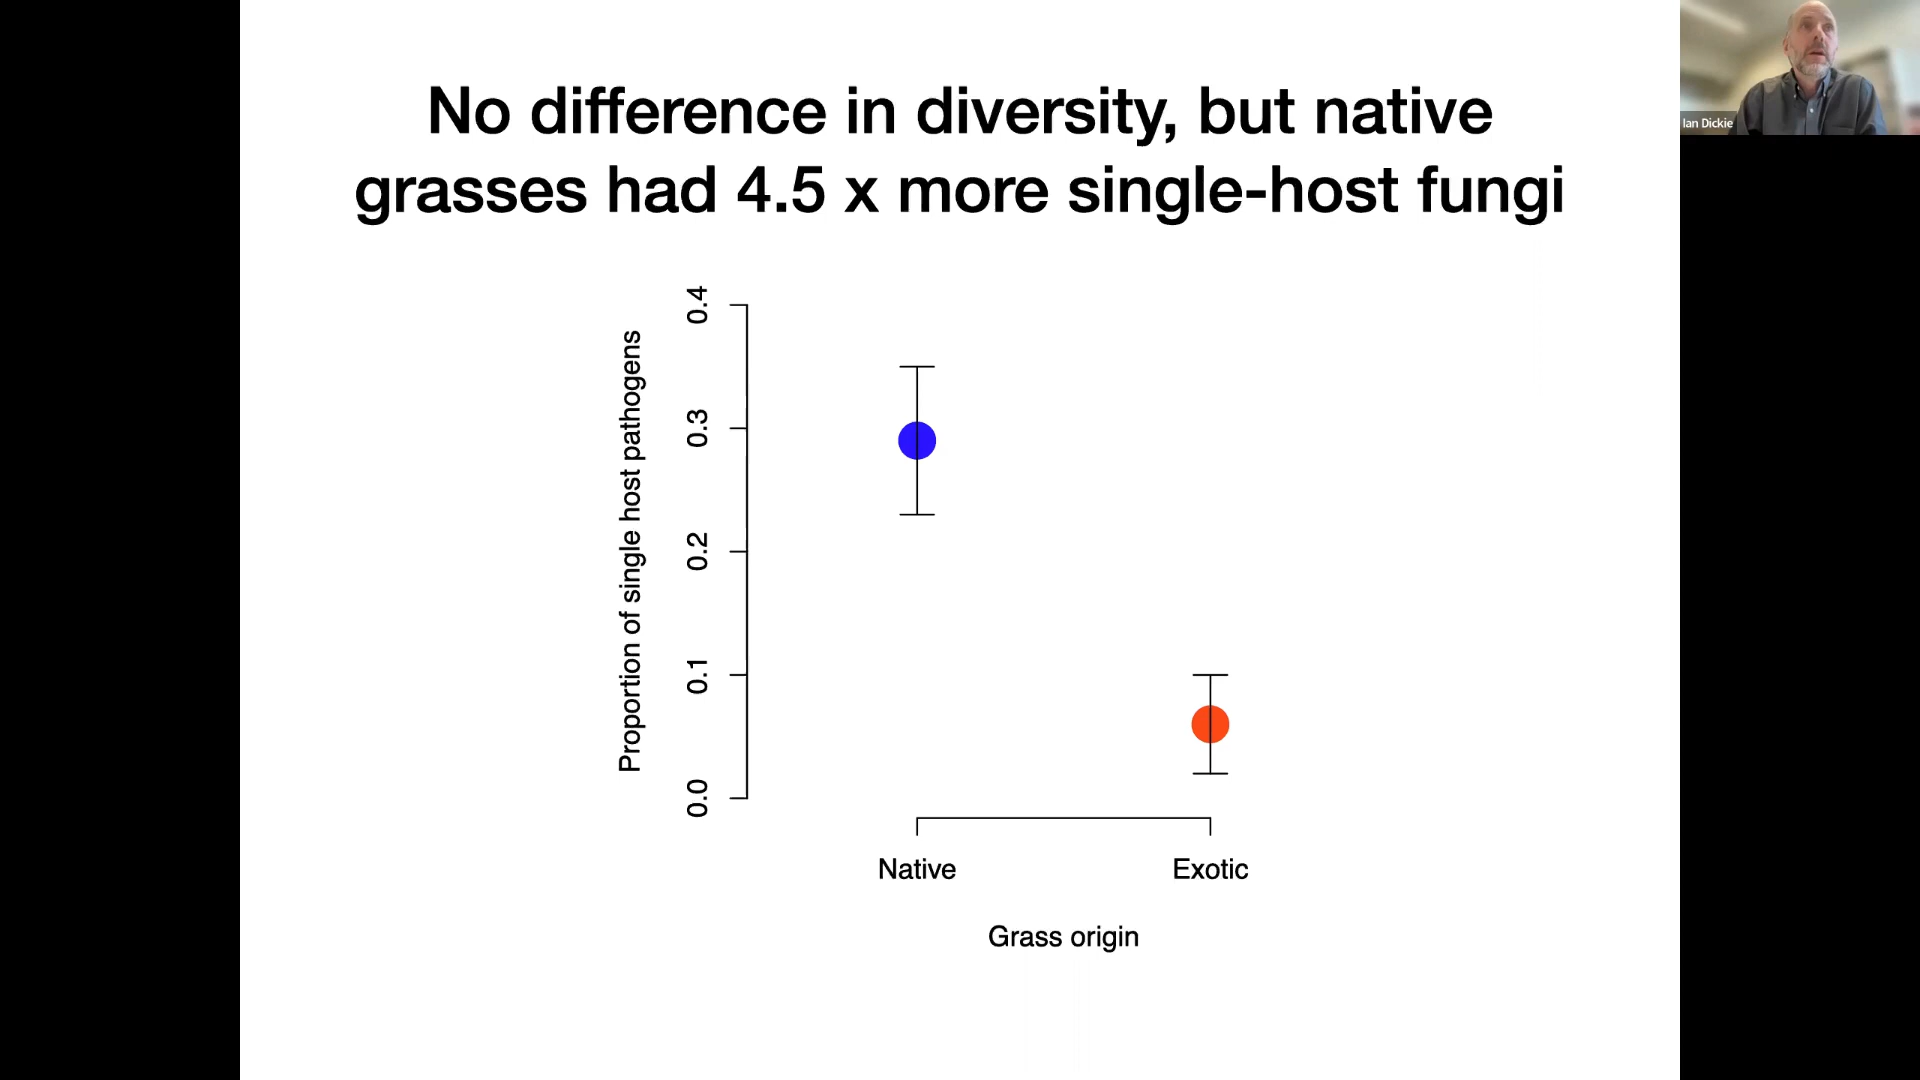 No difference in diversity, but native
grasses had 4.5 x more single-host fungi
Ian Dickie
Proportion of single host pathogens
0.4
0.3
0.2
0.1
0.0
Native
Exotic
Grass origin